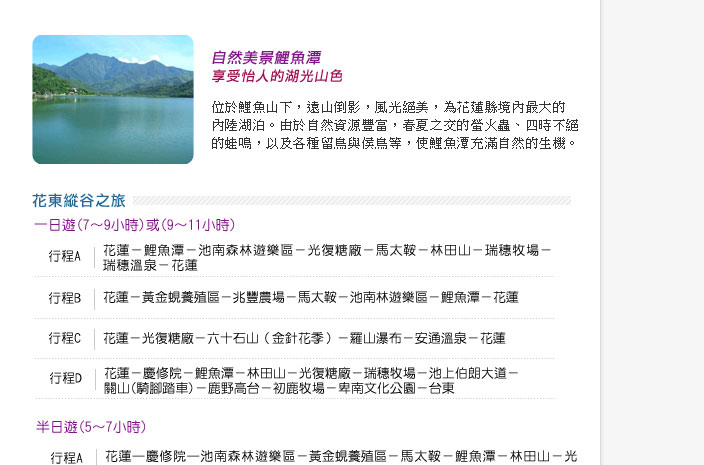 自然美景鯉魚潭
享受怡人的湖光山色
位於鯉魚山下，遠山倒影，風光絕美，為花蓮縣境內最大的
內陸湖泊。由於自然資源豐富，春夏之交的螢火蟲、四時不絕
的蛙鳴，以及各種留鳥與侯鳥等，使鯉魚潭充滿自然的生機。
花東縱谷之旅
一日遊(7～9小時)或(9～11小時)
行程A 花蓮－鯉魚潭－池南森林遊樂區－光復糖廠－馬太鞍－林田山－瑞穗牧場－
瑞穗溫泉－花蓮
行程B 花蓮－黃金蜆養殖區－兆豐農場－馬太鞍－池南林遊樂區－鯉魚潭－花蓮
行程C 花蓮－光復糖廠－六十石山（金針花季）－羅山瀑布－安通溫泉－花蓮
行程D 花蓮－慶修院－鯉魚潭－林田山－光復糖廠－瑞穗牧場－池上伯朗大道－
關山(騎腳踏車)－鹿野高台－初鹿牧場－卑南文化公園－台東
半日遊(5～7小時)
行程A 花蓮一慶修院一池南森林遊樂區－黃金蜆養殖區－馬太鞍－鯉魚潭－林田山－光